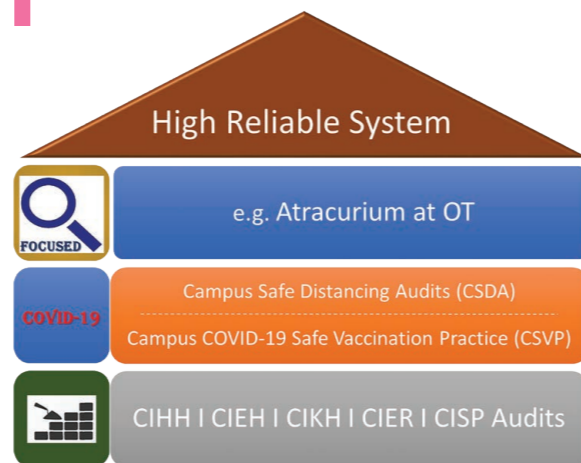 High Reliable System
FOCUSED
e.g. Atracurium at OT
COVID-19
Campus Safe Distancing Audits (CSDA)
Campus COVID-19 Safe Vaccination Practice (CSVP)
CIHH I CIEH I CIKH I CIER I CISP Audits